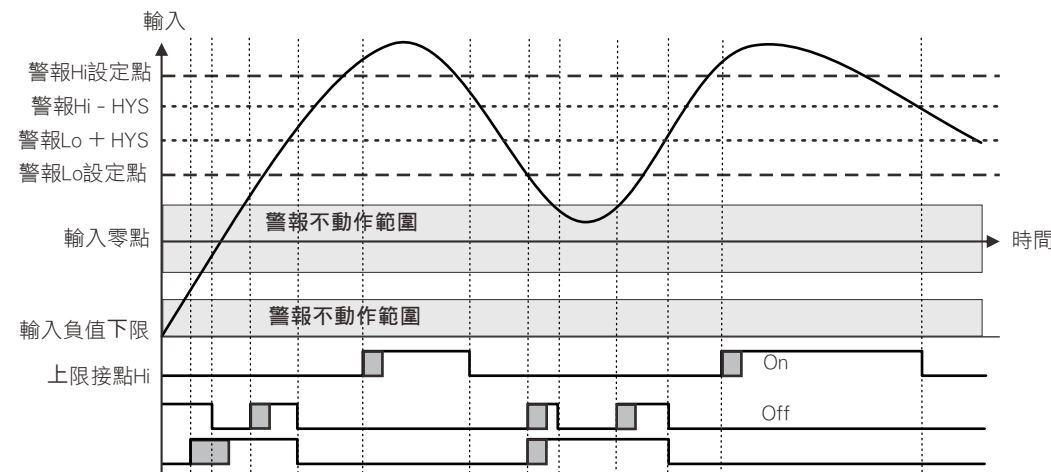 輸入
警報Hi設定點
警報Hi - HYS
警報Lo + HYS
警報Lo設定點
警報不動作範圍
輸入零點
時間
警報不動作範圍
輸入負值下限
On
上限接點Hi
Off